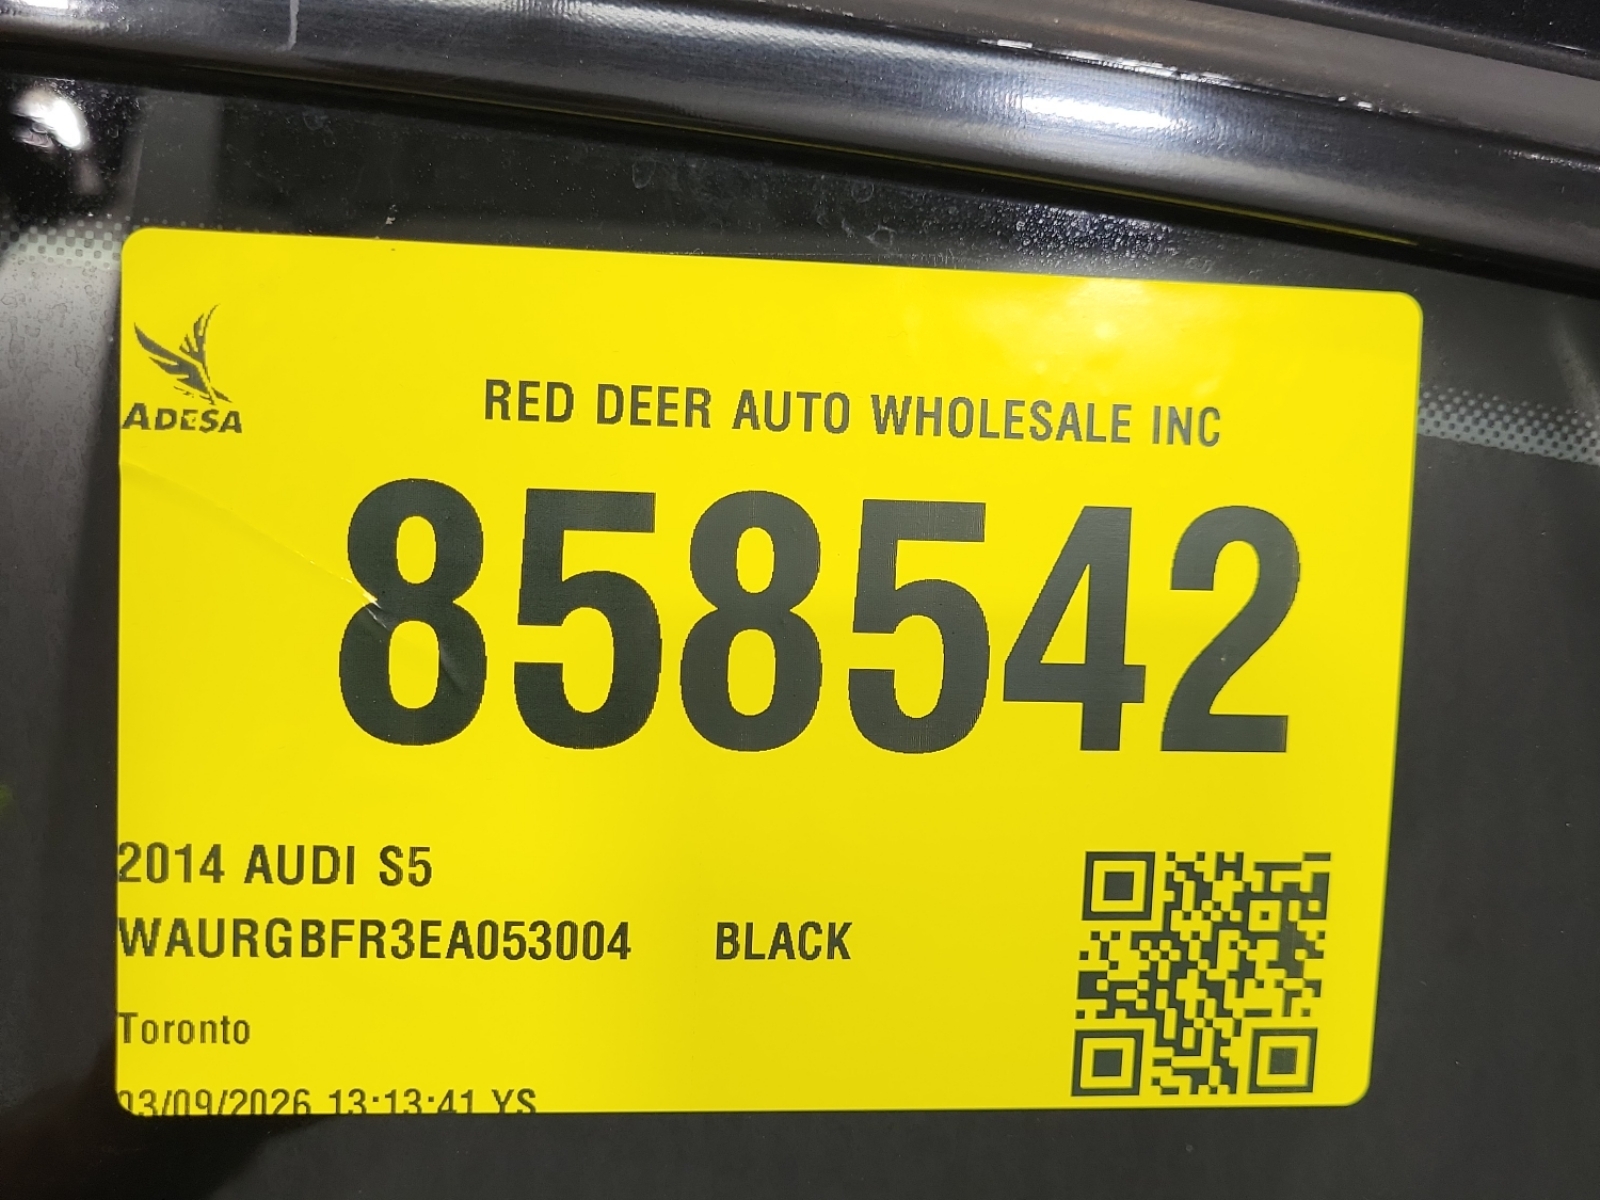 ADESA
RED DEER AUTO WHOLESALE INC
858542
2014 AUDI S5
WAURGBFR3EA053004 BLACK
Toronto
03/09/2026 13:13:41 YS